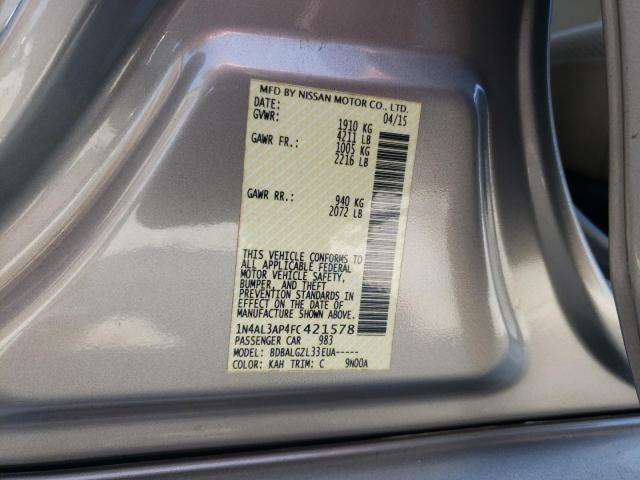 MFD BY NISSAN MOTOR CO., LTD.
DATE: 04/15
GVWR: 1910 KG
4211 LB
GAWR FR.: 1005 KG
2216 LB
GAWR RR.: 940 KG
2072 LB
THIS VEHICLE CONFORMS TO
ALL APPLICABLE FEDERAL
MOTOR VEHICLE SAFETY,
BUMPER, AND THEFT
PREVENTION STANDARDS IN
EFFECT ON THE DATE OF
MANUFACTURE SHOWN ABOVE.
1N4AL3AP4FC421578
PASSENGER CAR 983
MODEL: BDBALGZL33EUA-----
COLOR: KAH TRIM: C 9N00A